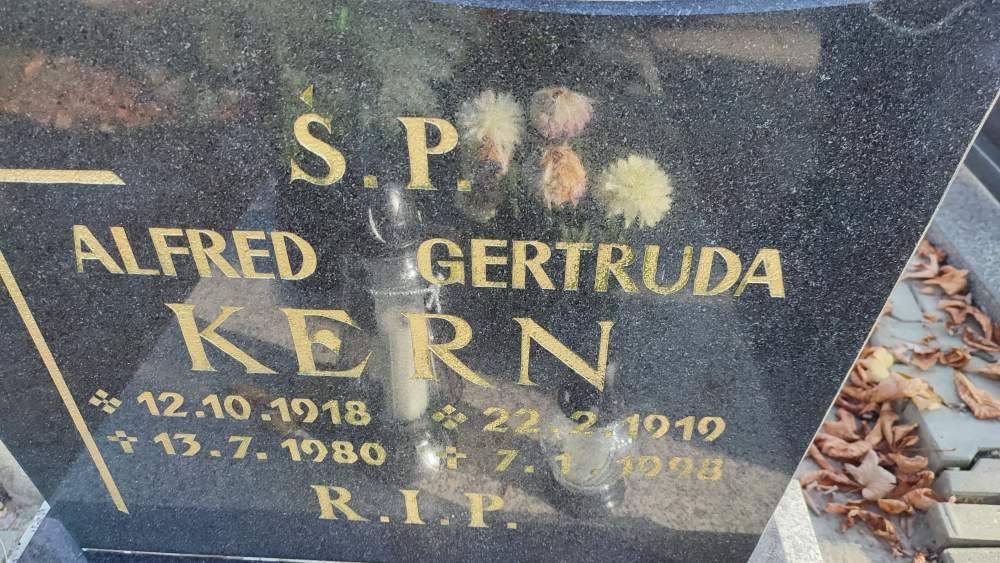 Ś.P.
ALFRED GERTRUDA
KERN
12.10.1918 22.2.1919
13.7.1980 7.1.1998
R.I.P.